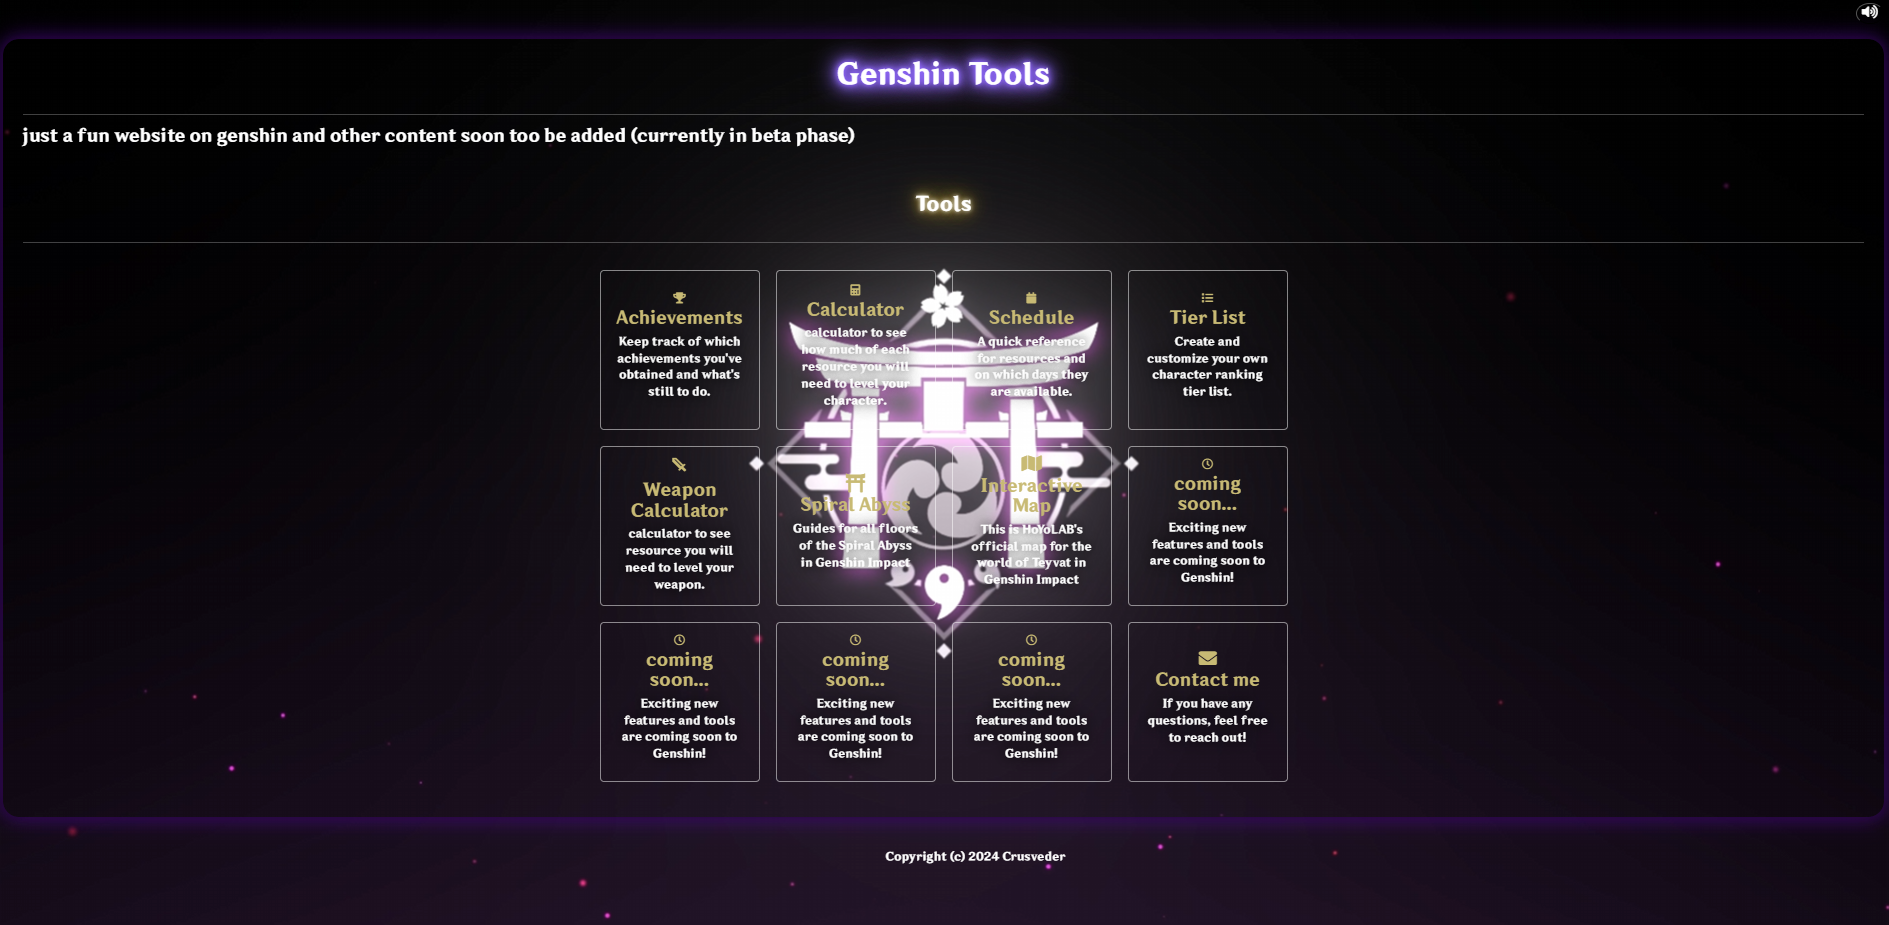 Genshin Tools
just a fun website on genshin and other content soon too be added (currently in beta phase)
Tools
Achievements
Keep track of which
achievements you've
obtained and what's
still to do.
Calculator
calculator to see
how much of each
resource you will
need to level your
character.
Schedule
A quick reference
for resources and
on which days they
are available.
Tier List
Create and
customize your own
character ranking
tier list.
Weapon
Calculator
calculator to see
resource you will
need to level your
weapon.
Spiral Abyss
Guides for all floors
of the Spiral Abyss
in Genshin Impact
Interactive
Map
This is HoYoLAB's
official map for the
world of Teyvat in
Genshin Impact
coming
soon...
Exciting new
features and tools
are coming soon to
Genshin!
coming
soon...
Exciting new
features and tools
are coming soon to
Genshin!
coming
soon...
Exciting new
features and tools
are coming soon to
Genshin!
coming
soon...
Exciting new
features and tools
are coming soon to
Genshin!
Contact me
If you have any
questions, feel free
to reach out!
Copyright (c) 2024 Crusveder